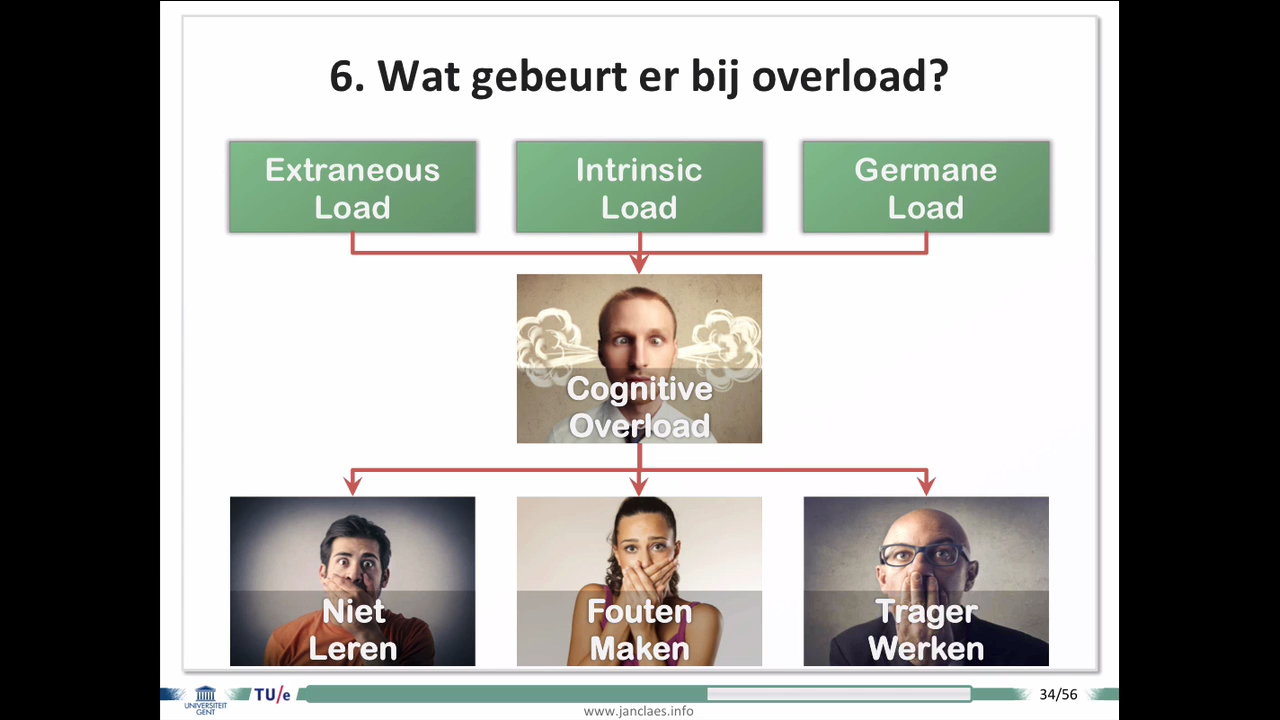 6. Wat gebeurt er bij overload?
Extraneous
Load
Intrinsic
Load
Germane
Load
Cognitive
Overload
Niet
Leren
Fouten
Maken
Trager
Werken
UNIVERSITEIT
GENT
TU/e
34/56
www.janclaes.info